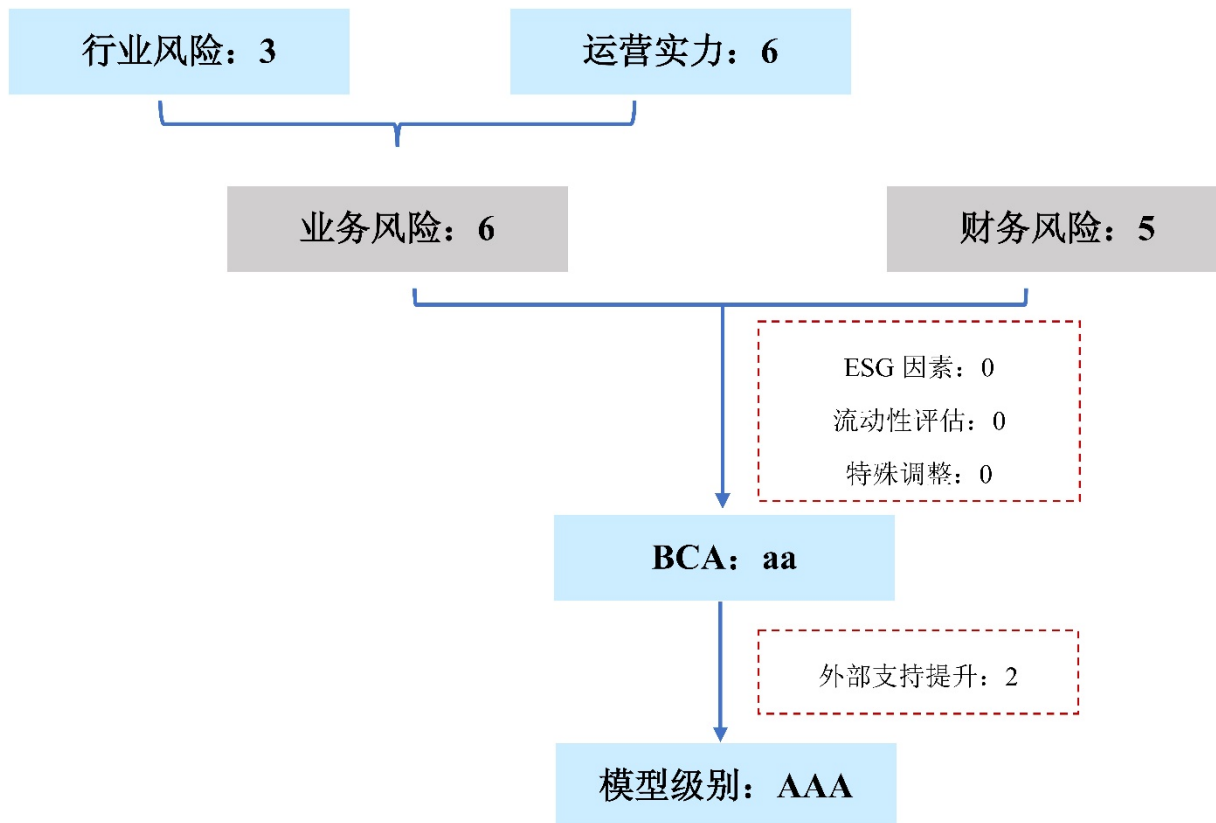 行业风险：3
运营实力：6
业务风险：6
财务风险：5
ESG 因素：0
流动性评估：0
特殊调整：0
BCA：aa
外部支持提升：2
模型级别：AAA